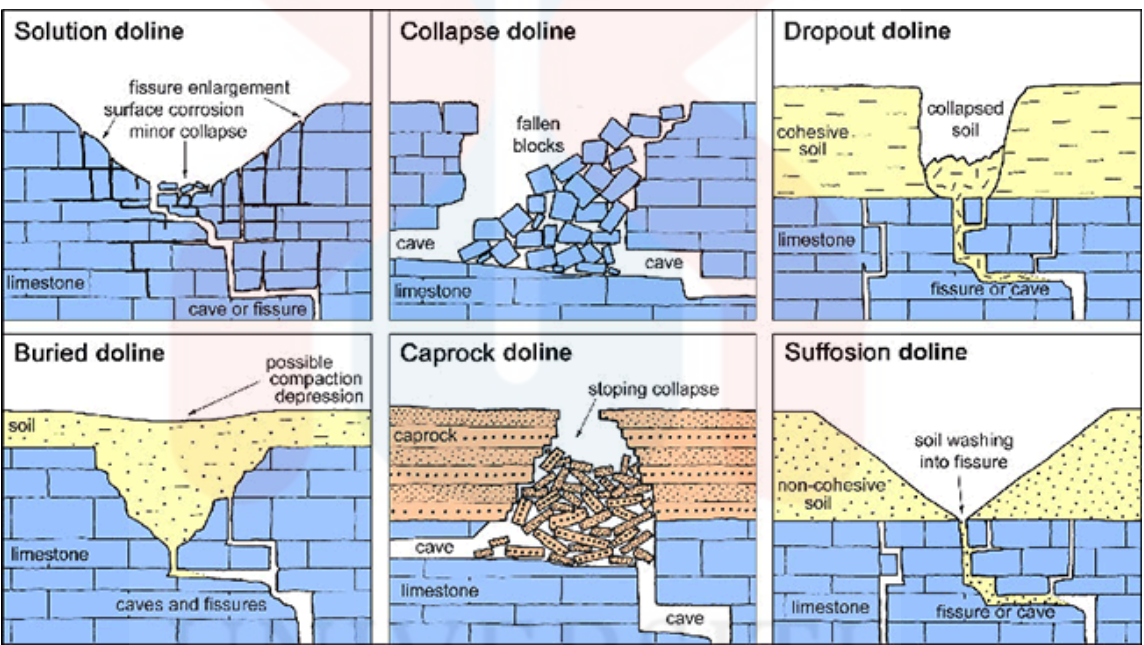 Solution doline
fissure enlargement
surface corrosion
minor collapse
limestone
cave or fissure
Collapse doline
fallen
blocks
cave
cave
limestone
Dropout doline
collapsed
soil
cohesive
soil
limestone
fissure or cave
Buried doline
possible
compaction
depression
soil
limestone
caves and fissures
Caprock doline
stoping collapse
caprock
cave
limestone
cave
Suffosion doline
soil washing
into fissure
non-cohesive
soil
limestone
fissure or cave